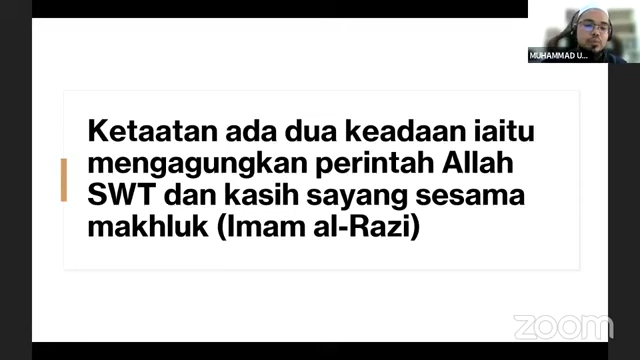 MUHAMMAD U...
Ketaatan ada dua keadaan iaitu
mengagungkan perintah Allah
SWT dan kasih sayang sesama
makhluk (Imam al-Razi)
zoom